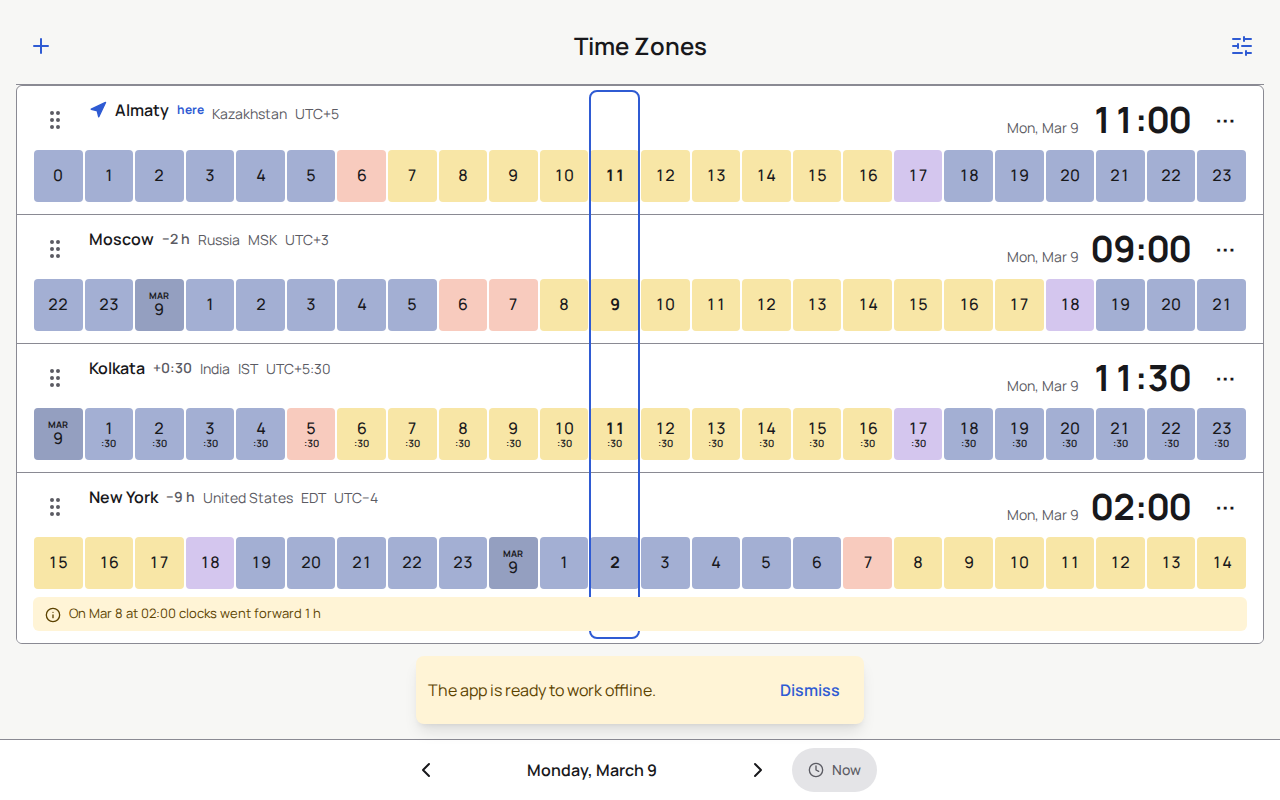 Time Zones
Almaty here Kazakhstan UTC+5
Mon, Mar 9 11:00
0 1 2 3 4 5 6 7 8 9 10 11 12 13 14 15 16 17 18 19 20 21 22 23
Moscow −2 h Russia MSK UTC+3
Mon, Mar 9 09:00
22 23 MAR 9 1 2 3 4 5 6 7 8 9 10 11 12 13 14 15 16 17 18 19 20 21
Kolkata +0:30 India IST UTC+5:30
Mon, Mar 9 11:30
MAR 9 1:30 2:30 3:30 4:30 5:30 6:30 7:30 8:30 9:30 10:30 11:30 12:30 13:30 14:30 15:30 16:30 17:30 18:30 19:30 20:30 21:30 22:30 23:30
New York −9 h United States EDT UTC−4
Mon, Mar 9 02:00
15 16 17 18 19 20 21 22 23 MAR 9 1 2 3 4 5 6 7 8 9 10 11 12 13 14
On Mar 8 at 02:00 clocks went forward 1 h
The app is ready to work offline. Dismiss
Monday, March 9 Now